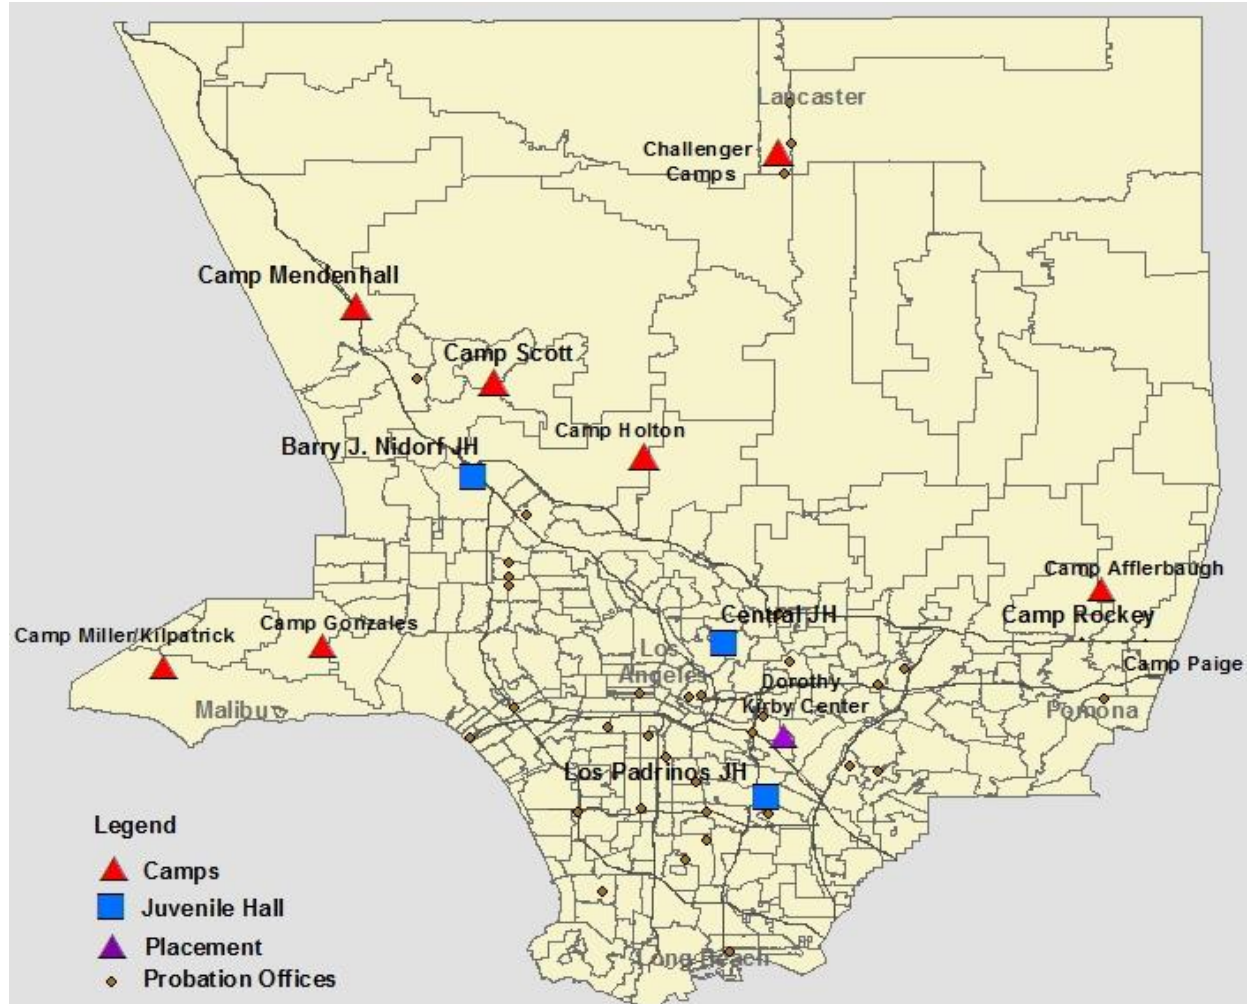 Lancaster
Challenger
Camps
Camp Mendenhall
Camp Scott
Camp Holton
Barry J. Nidorf JH
Camp Afflerbaugh
Central JH
Camp Rockey
Camp Gonzales
Camp Miller/Kilpatrick
Los
Angeles
Camp Paige
Dorothy
Kirby Center
Malibu
Pomona
Los Padrinos JH
Legend
Camps
Juvenile Hall
Placement
Probation Offices
Long Beach